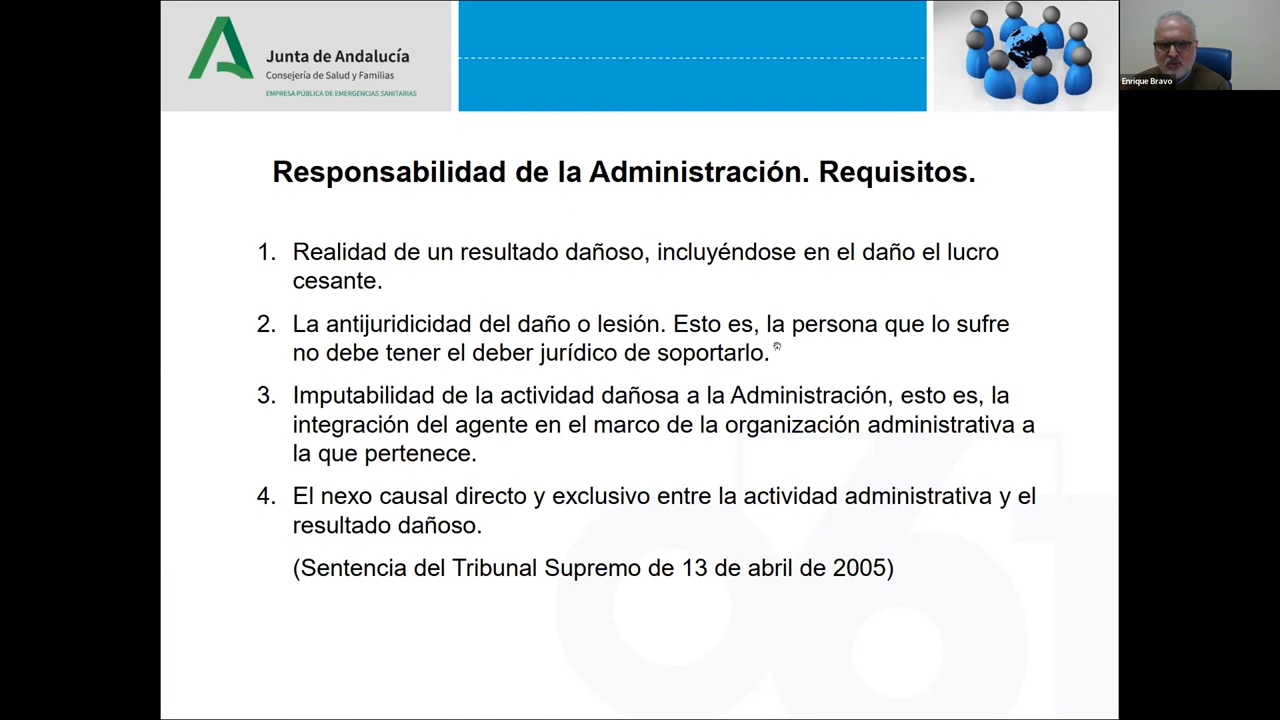 Junta de Andalucía
Consejería de Salud y Familias
EMPRESA PÚBLICA DE EMERGENCIAS SANITARIAS
Enrique Bravo
Responsabilidad de la Administración. Requisitos.
1. Realidad de un resultado dañoso, incluyéndose en el daño el lucro
cesante.
2. La antijuridicidad del daño o lesión. Esto es, la persona que lo sufre
no debe tener el deber jurídico de soportarlo.
3. Imputabilidad de la actividad dañosa a la Administración, esto es, la
integración del agente en el marco de la organización administrativa a
la que pertenece.
4. El nexo causal directo y exclusivo entre la actividad administrativa y el
resultado dañoso.
(Sentencia del Tribunal Supremo de 13 de abril de 2005)
061